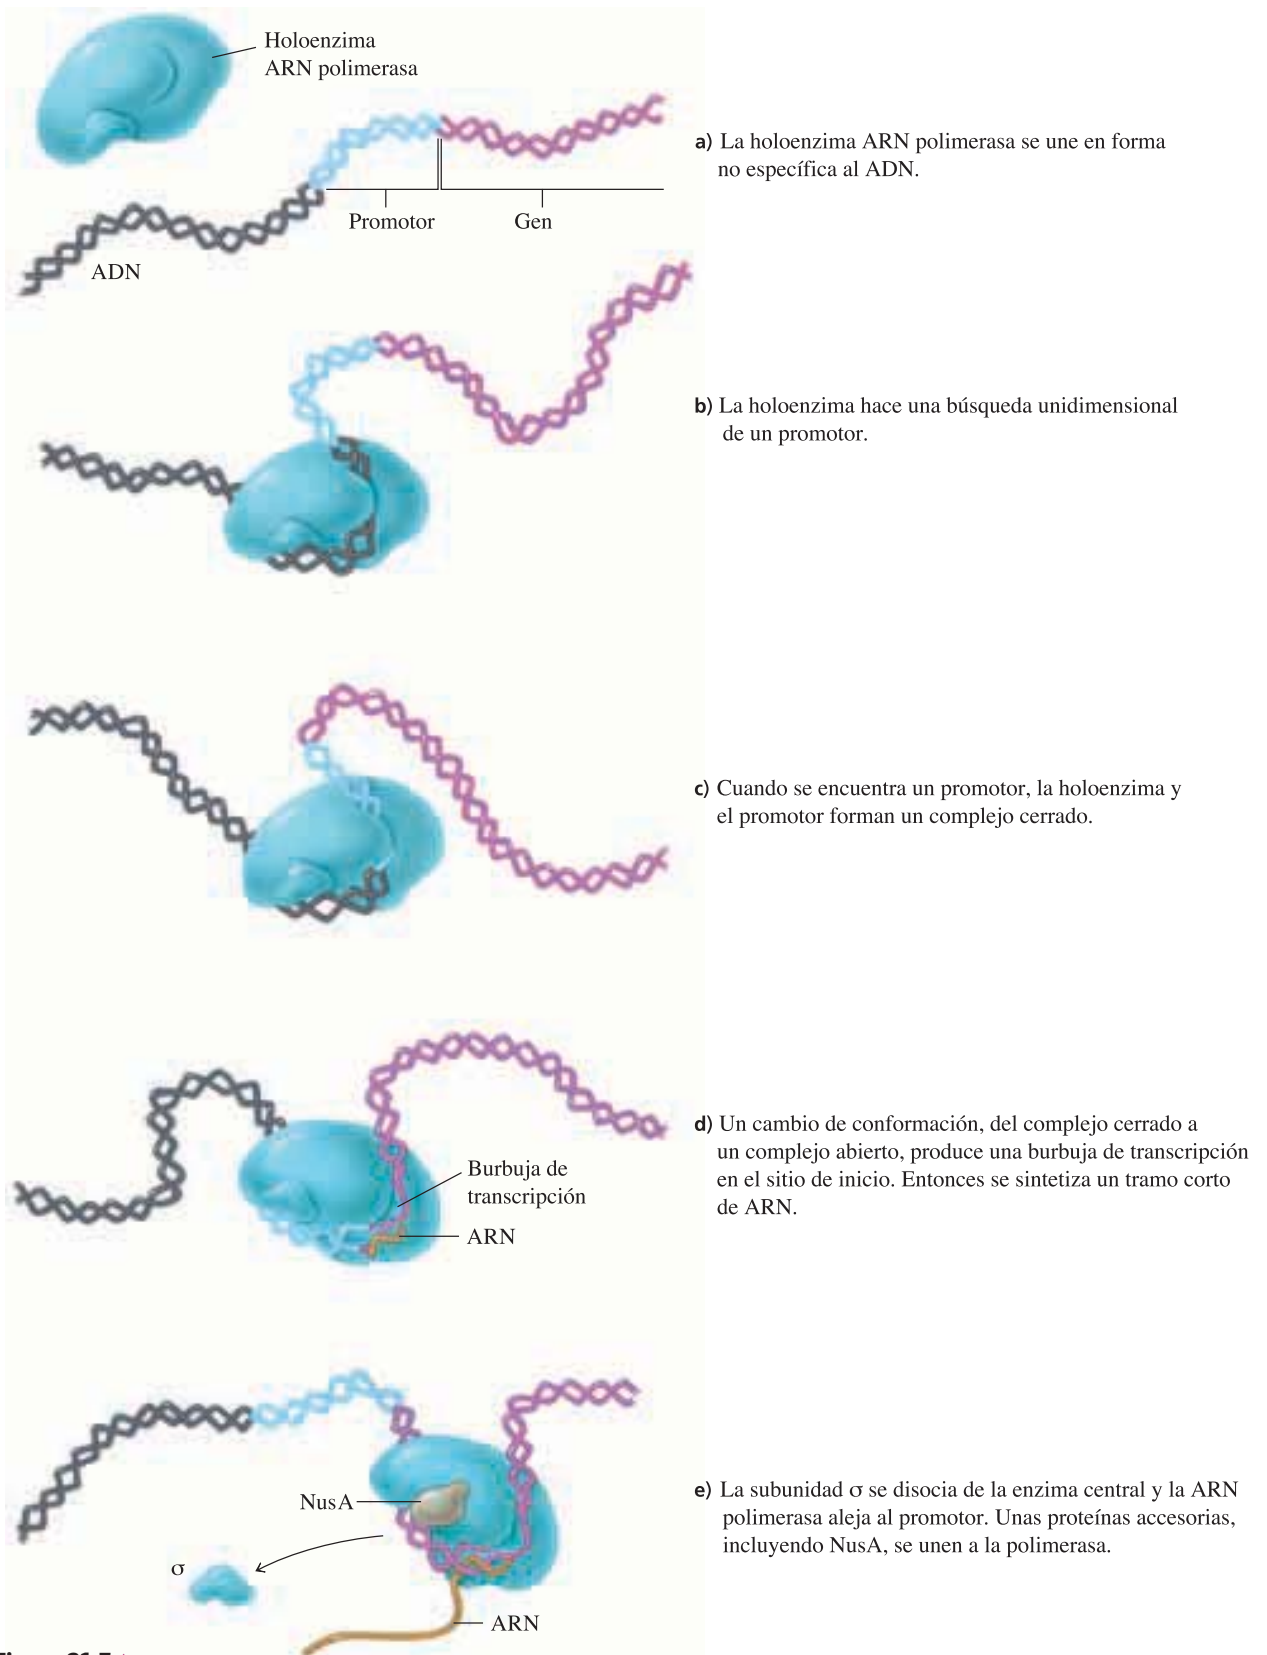 Holoenzima
ARN polimerasa
a) La holoenzima ARN polimerasa se une en forma
no específica al ADN.
Promotor
Gen
ADN
b) La holoenzima hace una búsqueda unidimensional
de un promotor.
c) Cuando se encuentra un promotor, la holoenzima y
el promotor forman un complejo cerrado.
d) Un cambio de conformación, del complejo cerrado a
un complejo abierto, produce una burbuja de transcripción
en el sitio de inicio. Entonces se sintetiza un tramo corto
de ARN.
Burbuja de
transcripción
ARN
e) La subunidad σ se disocia de la enzima central y la ARN
polimerasa aleja al promotor. Unas proteínas accesorias,
incluyendo NusA, se unen a la polimerasa.
NusA
σ
ARN